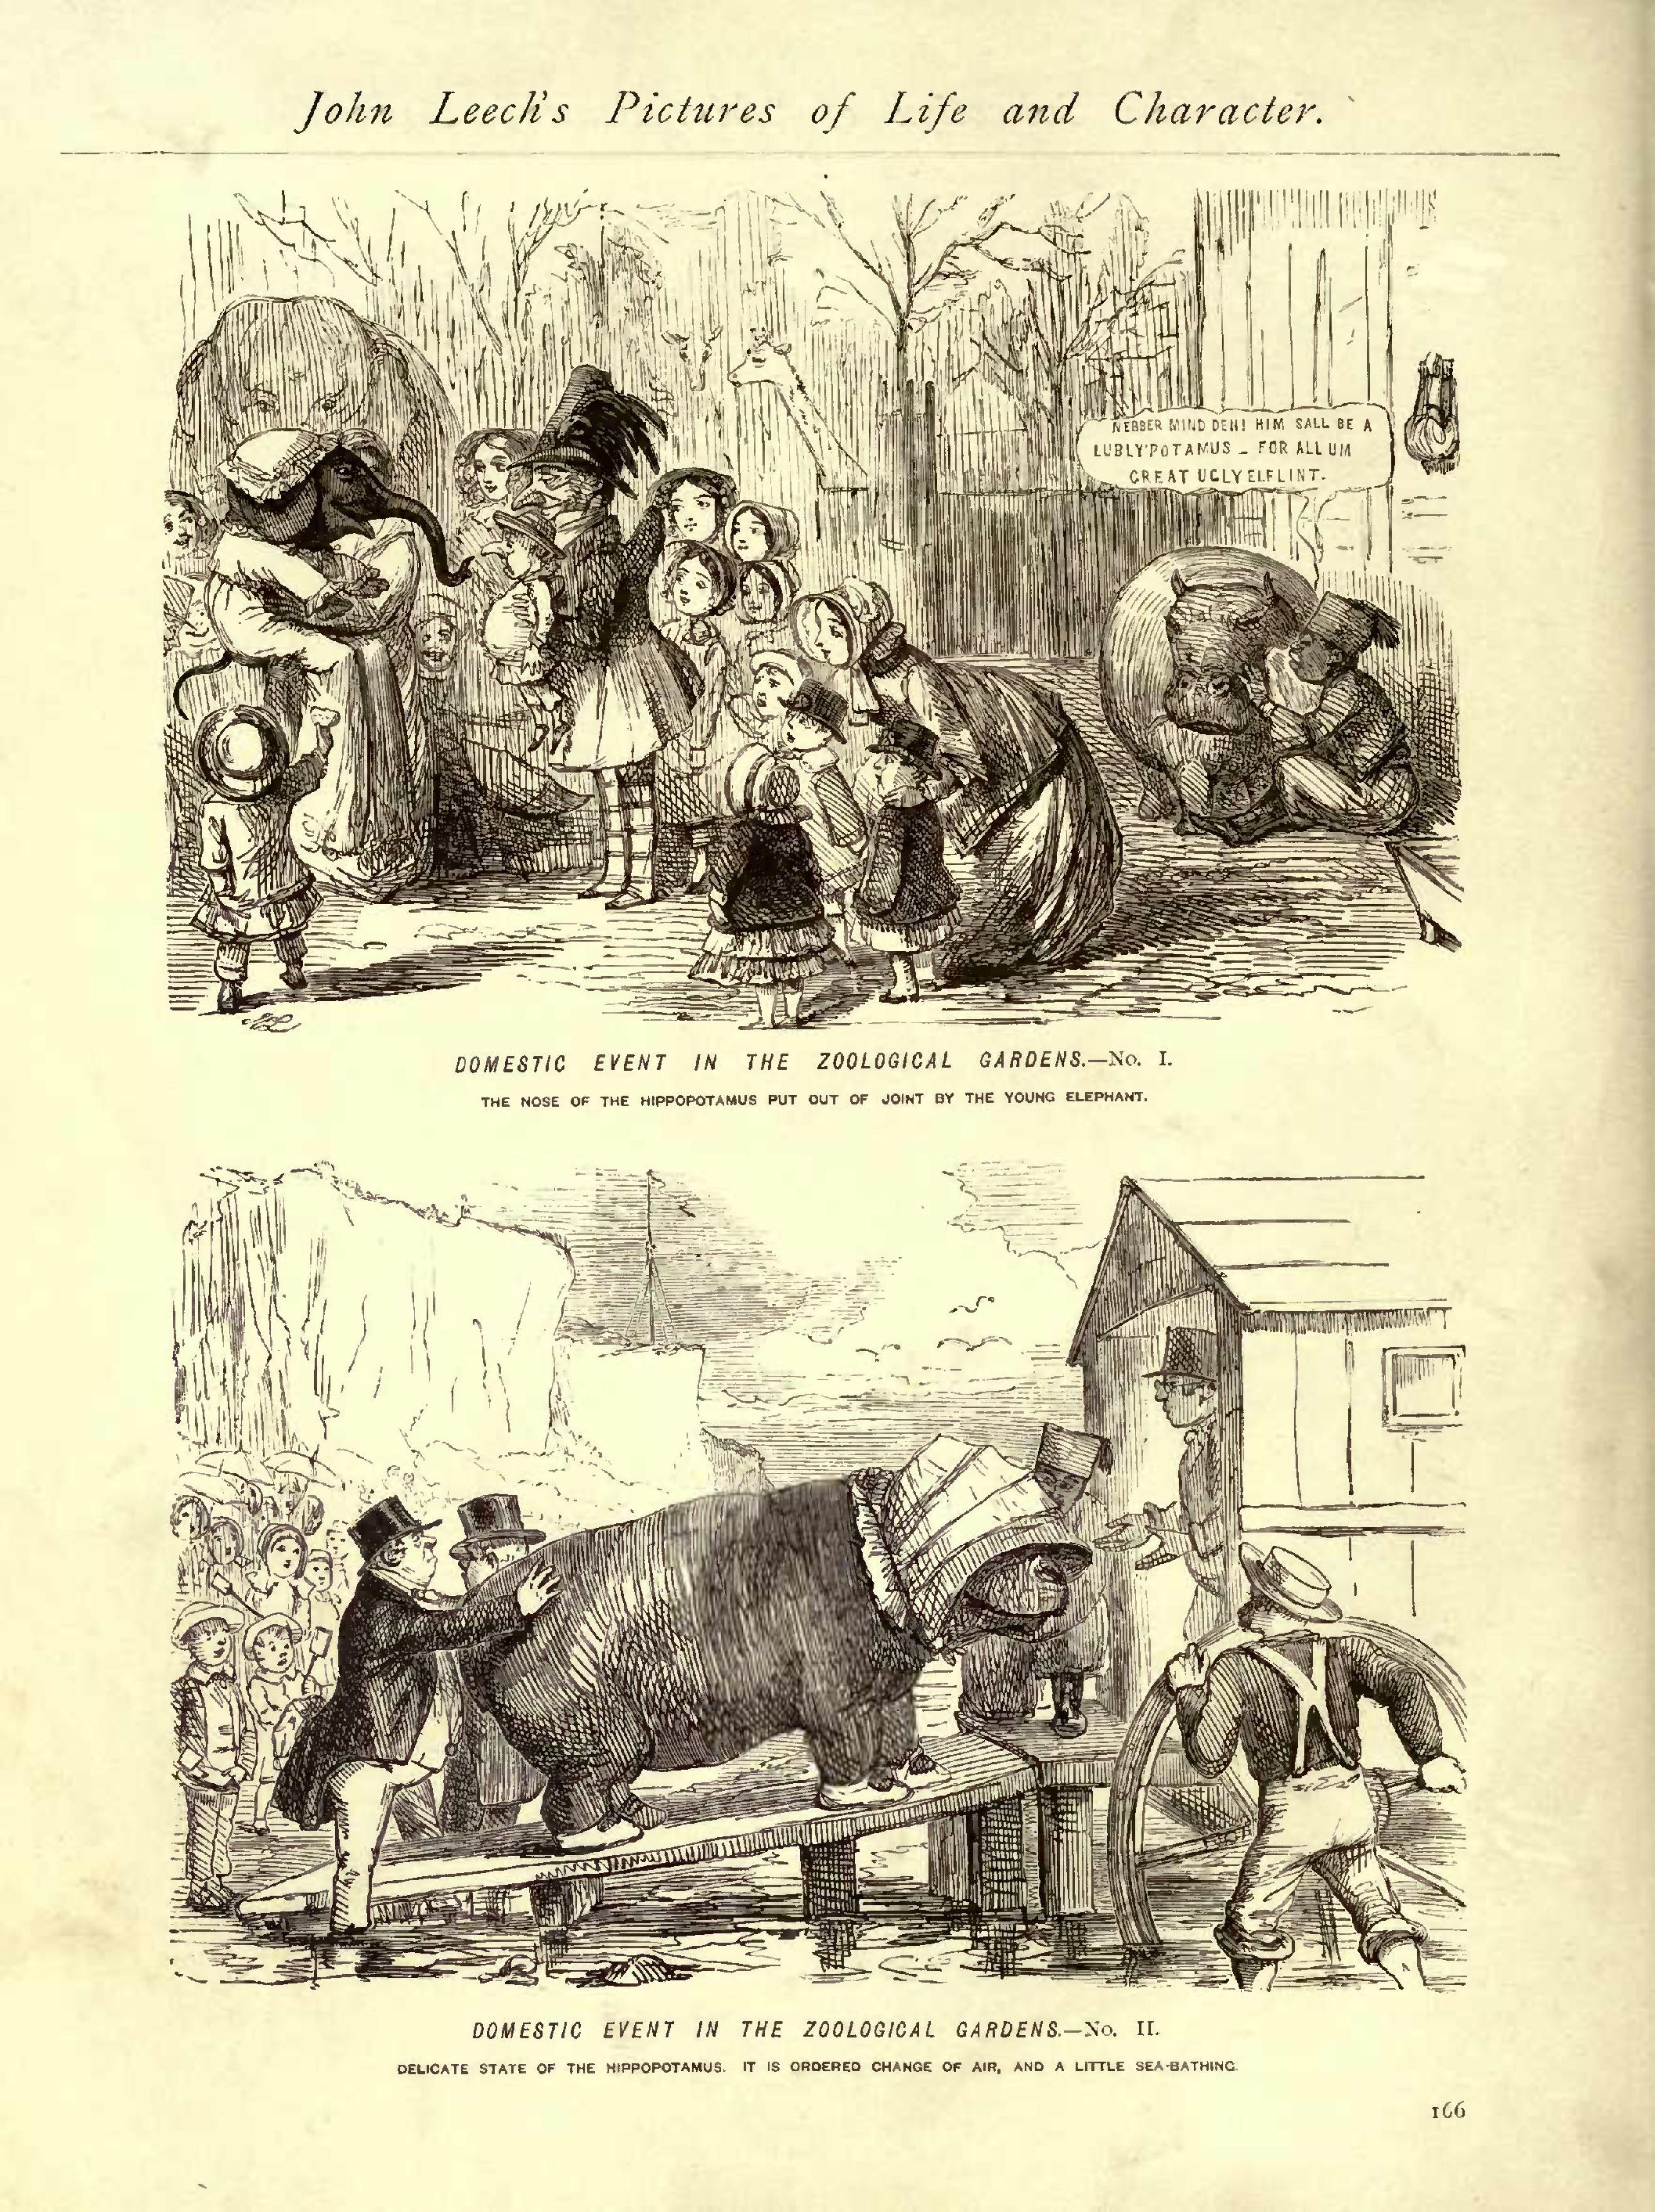 John Leech's Pictures of Life and Character.
NEBBER MIND DEN! HIM SALL BE A
LUBLY'POTAMUS _ FOR ALL UM
GREAT UGLY ELFLINT.
DOMESTIC EVENT IN THE ZOOLOGICAL GARDENS.—No. I.
THE NOSE OF THE HIPPOPOTAMUS PUT OUT OF JOINT BY THE YOUNG ELEPHANT.
DOMESTIC EVENT IN THE ZOOLOGICAL GARDENS.—No. II.
DELICATE STATE OF THE HIPPOPOTAMUS. IT IS ORDERED CHANGE OF AIR, AND A LITTLE SEA-BATHING.
166